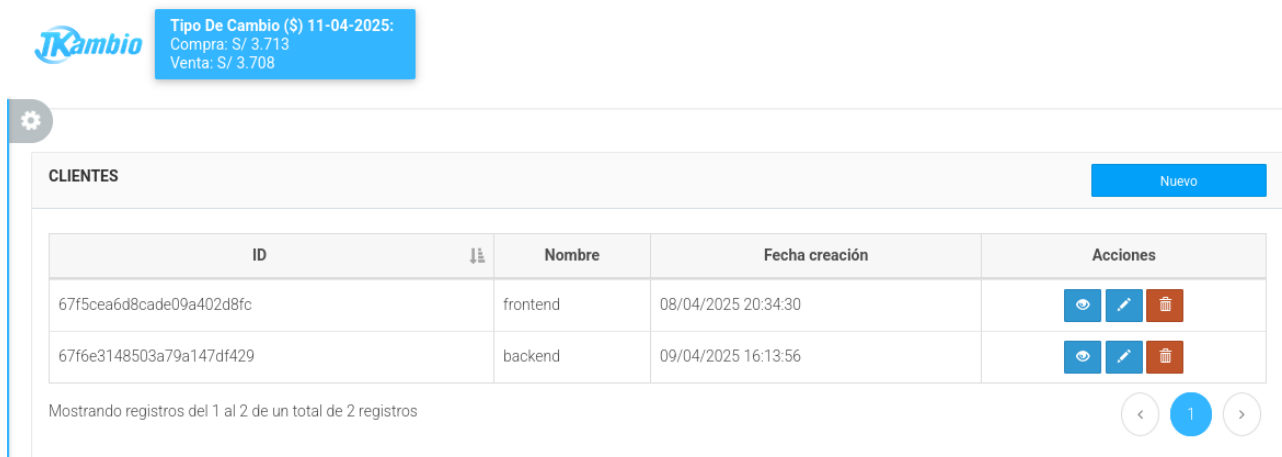 JKambio
Tipo De Cambio ($) 11-04-2025:
Compra: S/ 3.713
Venta: S/ 3.708
CLIENTES
Nuevo
ID Nombre Fecha creación Acciones
67f5cea6d8cade09a402d8fc frontend 08/04/2025 20:34:30
67f6e3148503a79a147df429 backend 09/04/2025 16:13:56
Mostrando registros del 1 al 2 de un total de 2 registros
‹ 1 ›